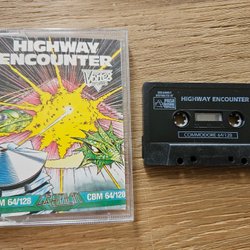 HIGHWAY
ENCOUNTER
Vortex
CBM 64/128
CBM 64/128
HIGHWAY ENCOUNTER
COMMODORE 64/128